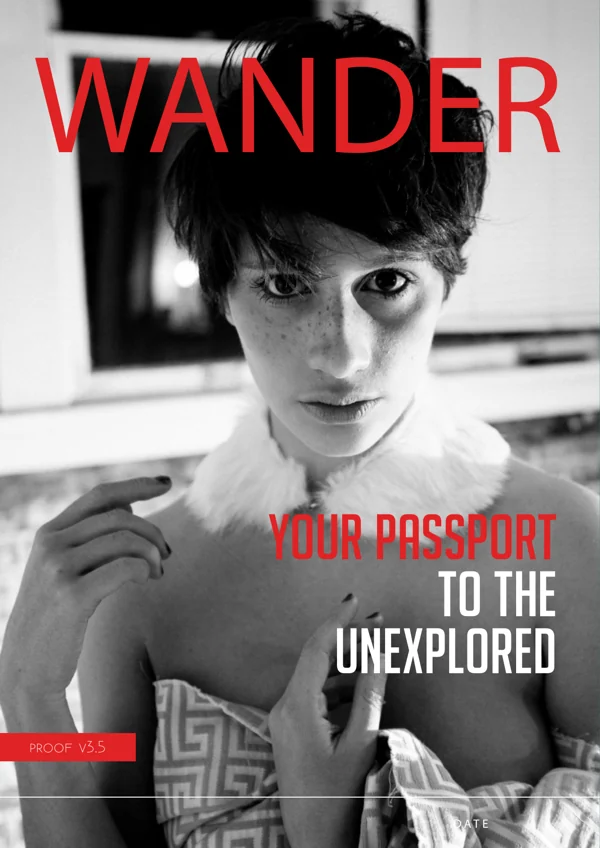 WANDER
YOUR PASSPORT
TO THE
UNEXPLORED
PROOF V3.5
DATE